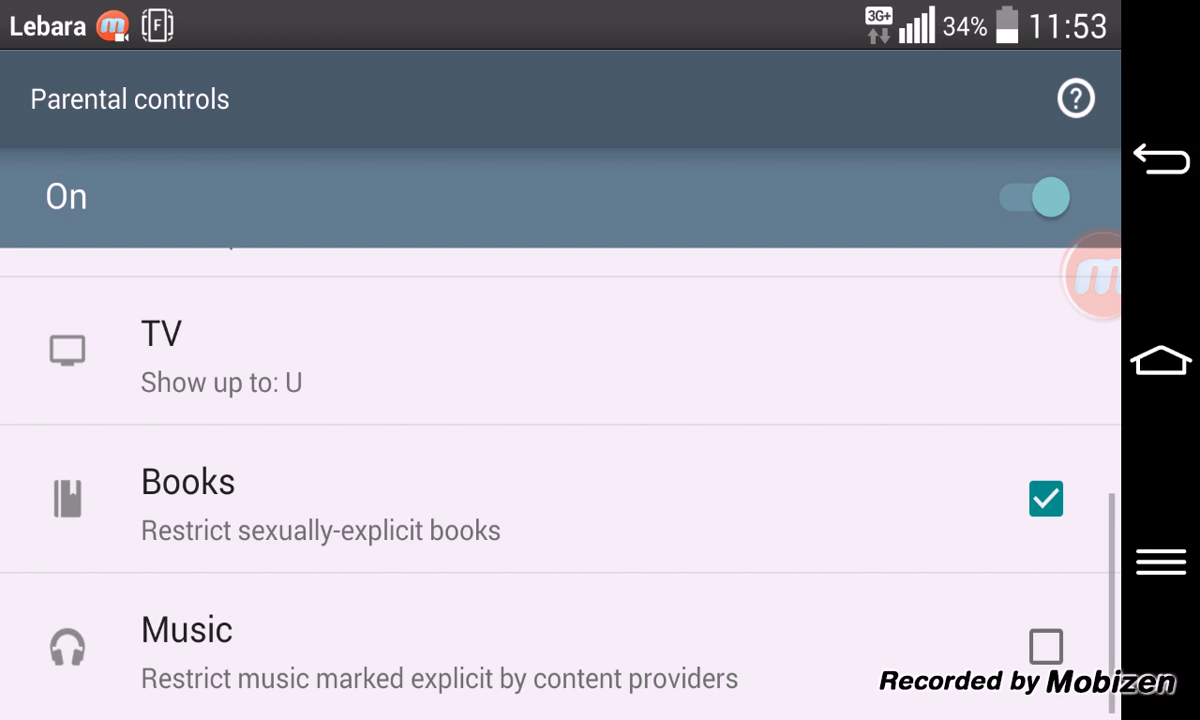 Lebara 3G+ 34% 11:53
Parental controls
On
TV
Show up to: U
Books
Restrict sexually-explicit books
Music
Restrict music marked explicit by content providers
Recorded by Mobizen